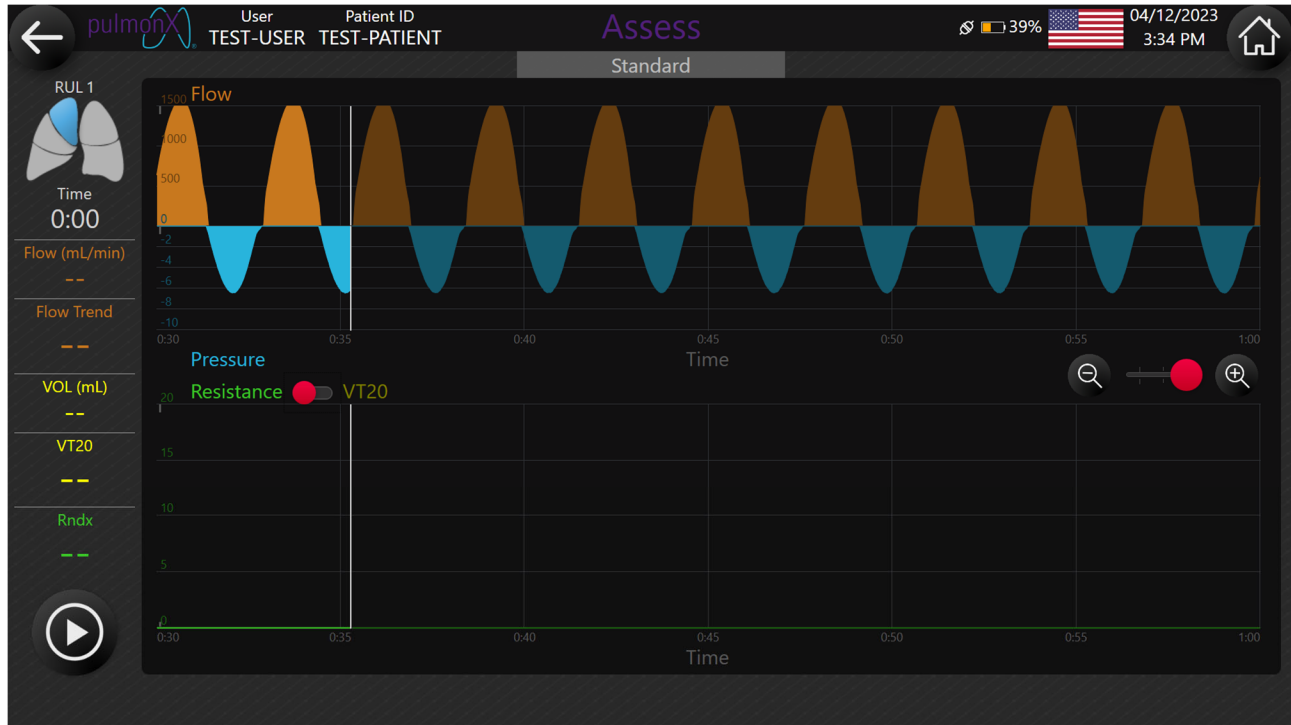 pulmonX®
User Patient ID
TEST-USER TEST-PATIENT
Assess
39%
04/12/2023
3:34 PM
Standard
RUL 1
Time
0:00
Flow (mL/min)
--
Flow Trend
--
VOL (mL)
--
VT20
--
Rndx
--
Flow
1500
1000
500
0
-2
-4
-6
-8
-10
0:30 0:35 0:40 0:45 0:50 0:55 1:00
Time
Pressure
Resistance VT20
20
15
10
5
0
0:30 0:35 0:40 0:45 0:50 0:55 1:00
Time